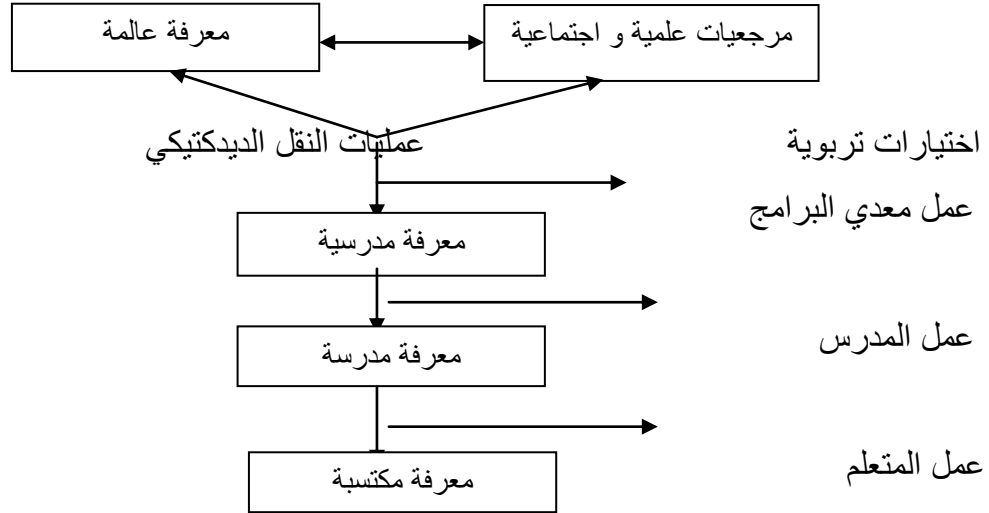 مرجعيات علمية و اجتماعية
معرفة عالمة
اختيارات تربوية
عمليات النقل الديدكتيكي
عمل معدي البرامج
معرفة مدرسية
عمل المدرس
معرفة مدرسة
عمل المتعلم
معرفة مكتسبة